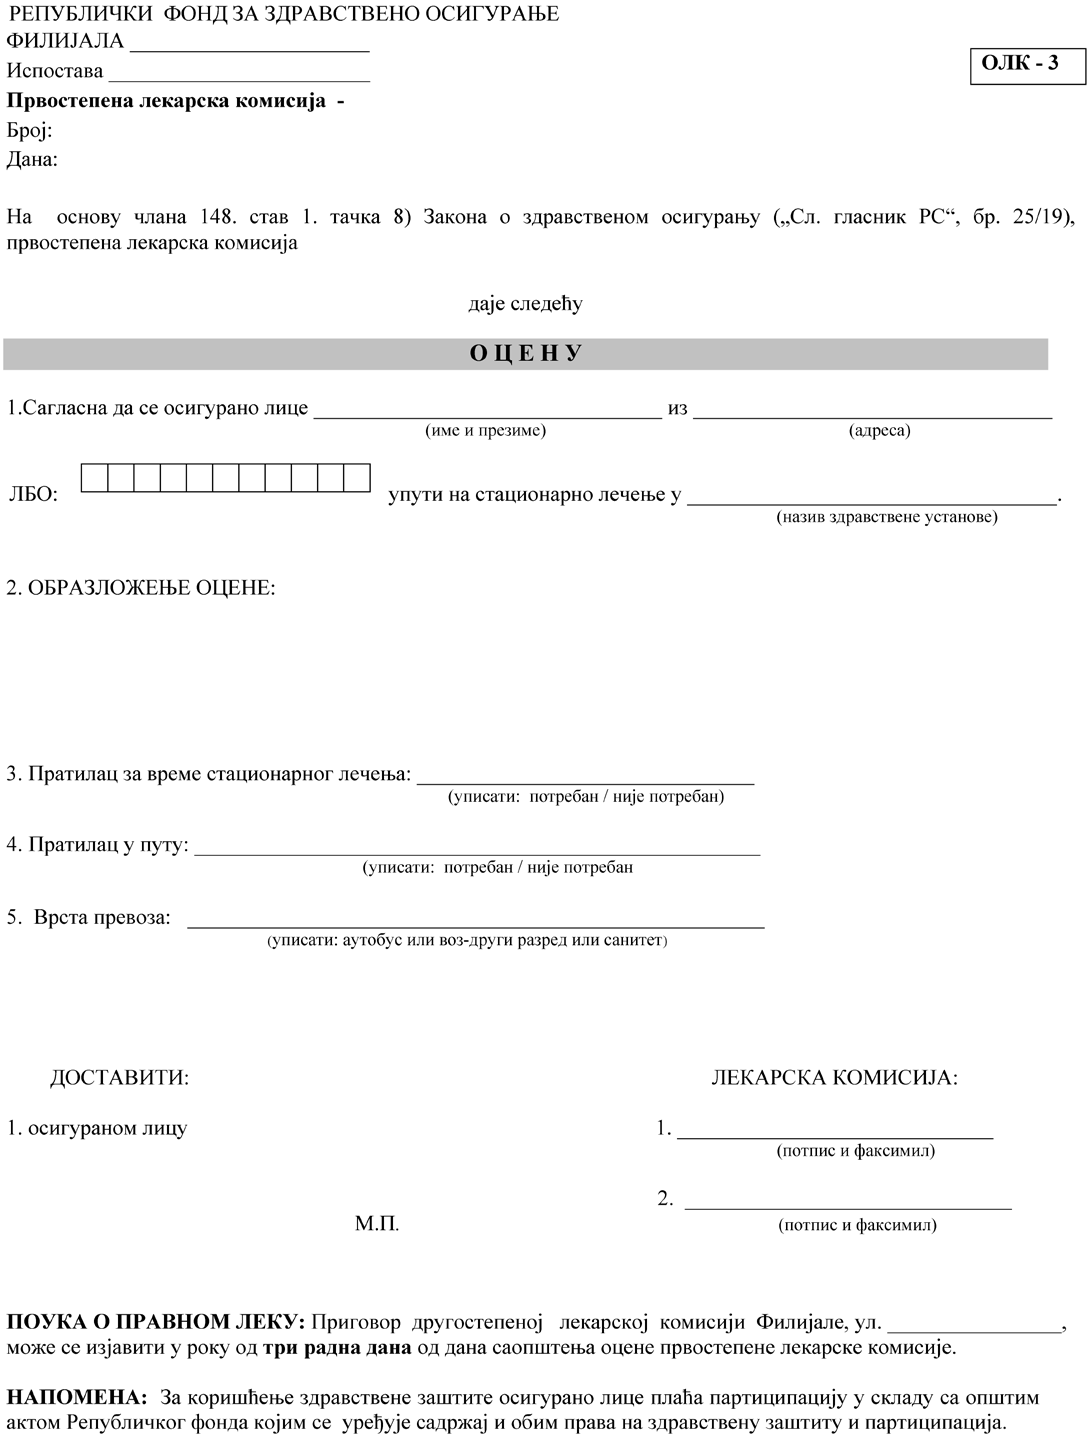 РЕПУБЛИЧКИ ФОНД ЗА ЗДРАВСТВЕНО ОСИГУРАЊЕ
ФИЛИЈАЛА ______________________
Испостава ________________________
ОЛК - 3
Првостепена лекарска комисија -
Број:
Дана:
На основу члана 148. став 1. тачка 8) Закона о здравственом осигурању („Сл. гласник РС“, бр. 25/19),
првостепена лекарска комисија
даје следећу
О Ц Е Н У
1.Сагласна да се осигурано лице ________________________________ из _________________________________
(име и презиме) (адреса)
ЛБО: упути на стационарно лечење у __________________________________.
(назив здравствене установе)
2. ОБРАЗЛОЖЕЊЕ ОЦЕНЕ:
3. Пратилац за време стационарног лечења: _______________________________
(уписати: потребан / није потребан)
4. Пратилац у путу: ____________________________________________________
(уписати: потребан / није потребан
5. Врста превоза: _____________________________________________________
(уписати: аутобус или воз-други разред или санитет)
ДОСТАВИТИ: ЛЕКАРСКА КОМИСИЈА:
1. осигураном лицу 1. _____________________________
(потпис и факсимил)
2. ______________________________
М.П. (потпис и факсимил)
ПОУКА О ПРАВНОМ ЛЕКУ: Приговор другостепеној лекарској комисији Филијале, ул. ________________,
може се изјавити у року од три радна дана од дана саопштења оцене првостепене лекарске комисије.
НАПОМЕНА: За коришћење здравствене заштите осигурано лице плаћа партиципацију у складу са општим
актом Републичког фонда којим се уређује садржај и обим права на здравствену заштиту и партиципација.